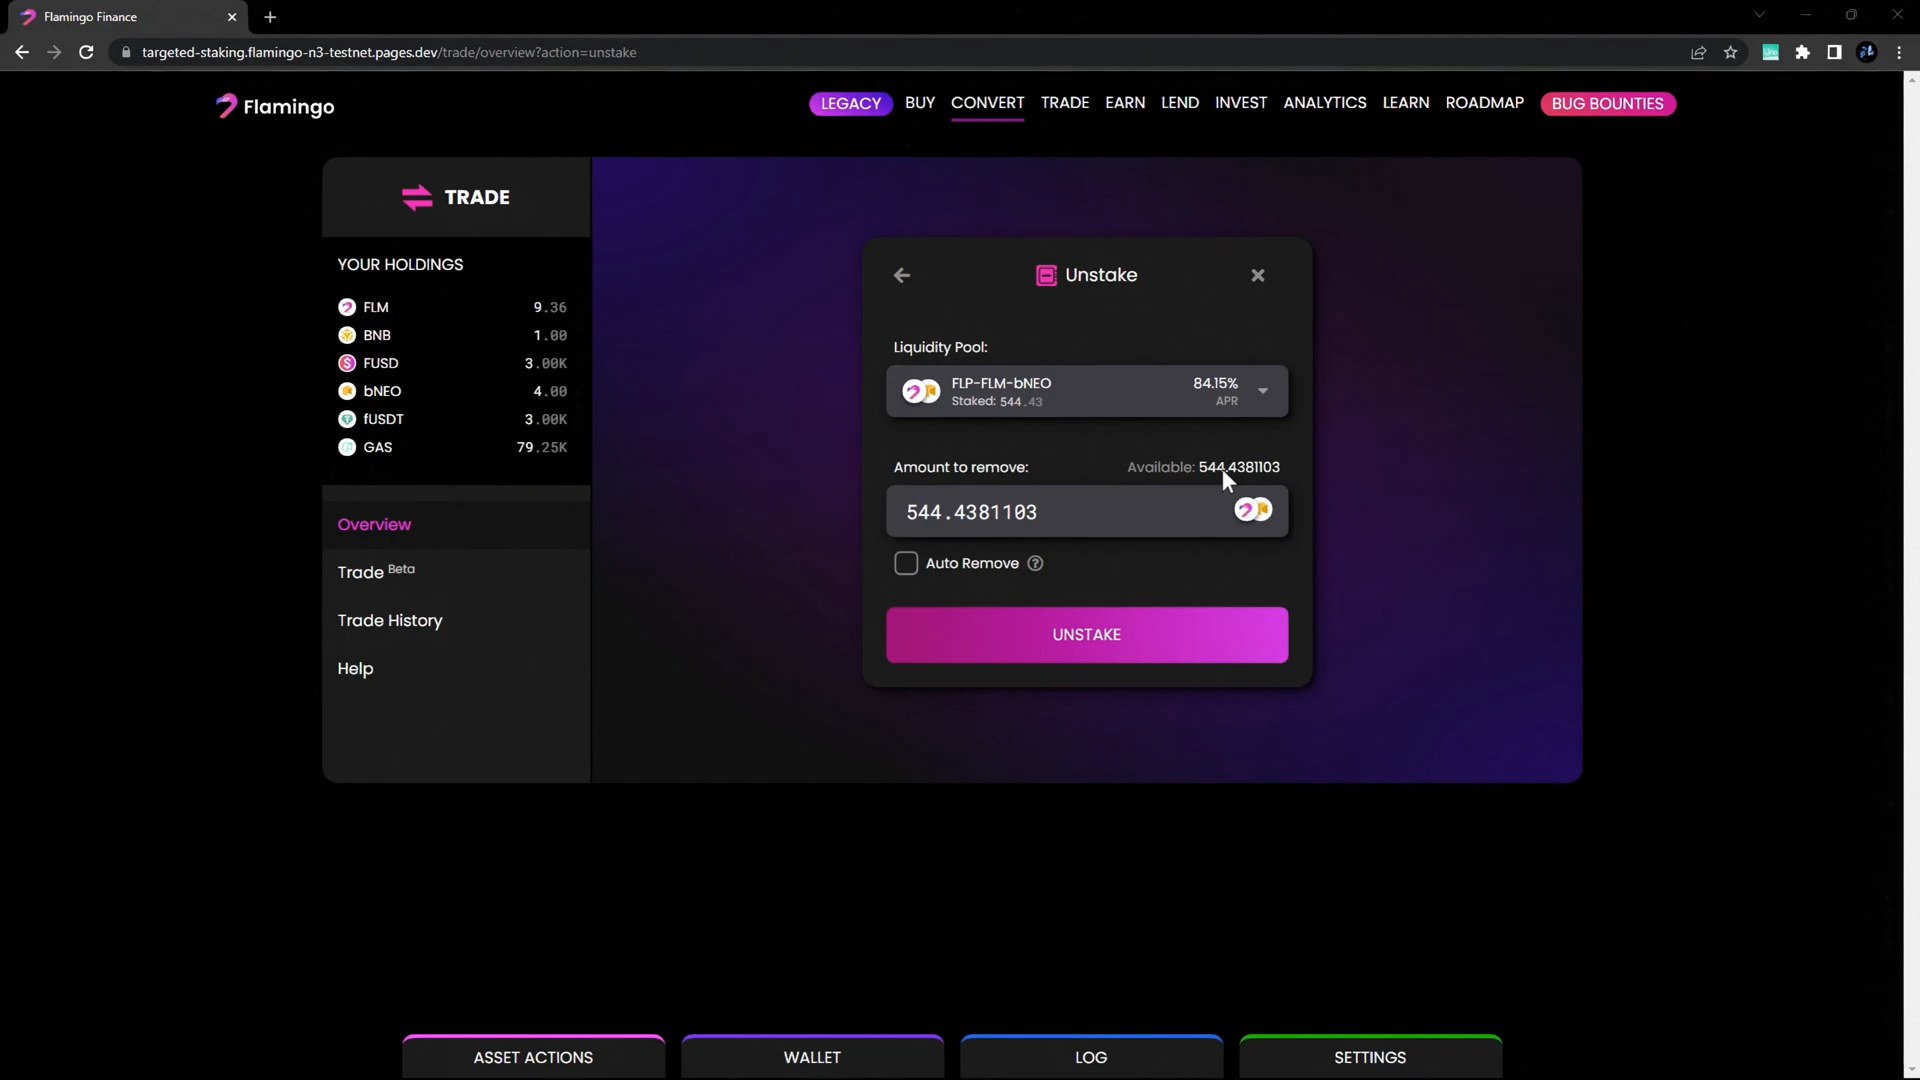 Flamingo Finance
targeted-staking.flamingo-n3-testnet.pages.dev/trade/overview?action=unstake
Flamingo
LEGACY BUY CONVERT TRADE EARN LEND INVEST ANALYTICS LEARN ROADMAP BUG BOUNTIES
TRADE
YOUR HOLDINGS
FLM 9.36
BNB 1.00
FUSD 3.00K
bNEO 4.00
fUSDT 3.00K
GAS 79.25K
Overview
Trade Beta
Trade History
Help
Unstake
Liquidity Pool:
FLP-FLM-bNEO 84.15%
Staked: 544.43 APR
Amount to remove: Available: 544.4381103
544.4381103
Auto Remove ?
UNSTAKE
ASSET ACTIONS WALLET LOG SETTINGS